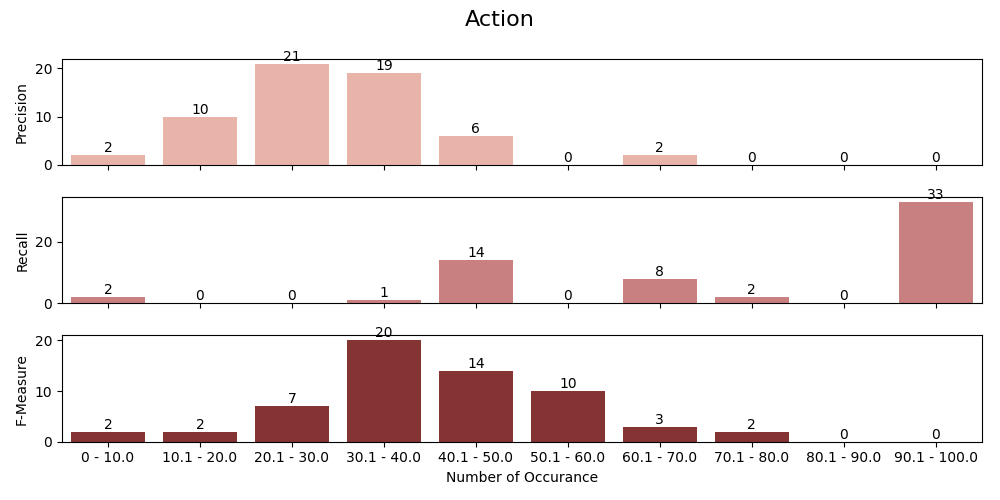 Action
Precision
20
10
0
2
10
21
19
6
0
2
0
0
0
Recall
20
0
2
0
0
1
14
0
8
2
0
33
F-Measure
20
10
0
2
2
7
20
14
10
3
2
0
0
0 - 10.0
10.1 - 20.0
20.1 - 30.0
30.1 - 40.0
40.1 - 50.0
50.1 - 60.0
60.1 - 70.0
70.1 - 80.0
80.1 - 90.0
90.1 - 100.0
Number of Occurance